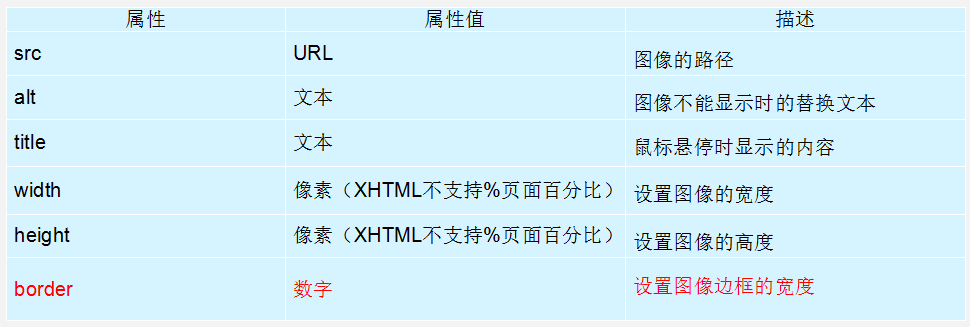 属性 属性值 描述
src URL 图像的路径
alt 文本 图像不能显示时的替换文本
title 文本 鼠标悬停时显示的内容
width 像素（XHTML不支持%页面百分比） 设置图像的宽度
height 像素（XHTML不支持%页面百分比） 设置图像的高度
border 数字 设置图像边框的宽度